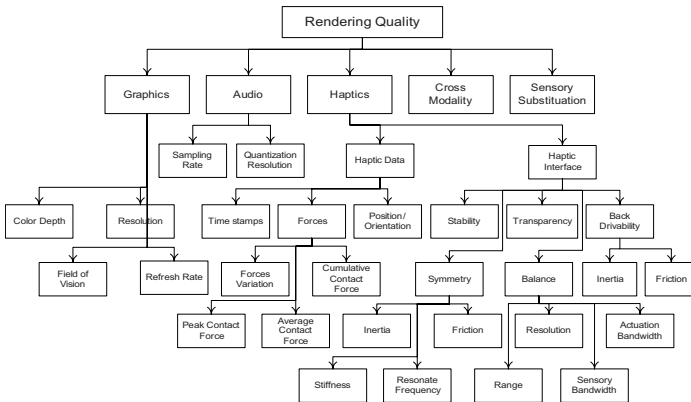 Rendering Quality
Graphics
Audio
Haptics
Cross
Modality
Sensory
Substituation
Sampling
Rate
Quantization
Resolution
Haptic Data
Haptic
Interface
Color Depth
Resolution
Time stamps
Forces
Position/
Orientation
Stability
Transparency
Back
Drivability
Field of
Vision
Refresh Rate
Forces
Variation
Cumulative
Contact
Force
Symmetry
Balance
Inertia
Friction
Peak Contact
Force
Average
Contact
Force
Inertia
Friction
Resolution
Actuation
Bandwidth
Stiffness
Resonate
Frequency
Range
Sensory
Bandwidth